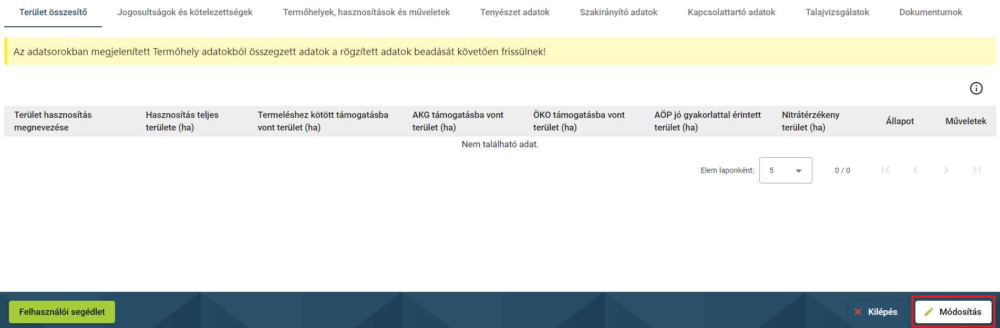 Terület összesítő Jogosultságok és kötelezettségek Termőhelyek, hasznosítások és műveletek Tenyészet adatok Szakirányító adatok Kapcsolattartó adatok Talajvizsgálatok Dokumentumok
Az adatsorokban megjelenített Termőhely adatokból összegzett adatok a rögzített adatok beadását követően frissülnek!
Terület hasznosítás megnevezése
Hasznosítás teljes területe (ha)
Termeléshez kötött támogatásba vont terület (ha)
AKG támogatásba vont terület (ha)
ÖKO támogatásba vont terület (ha)
AÖP jó gyakorlattal érintett terület (ha)
Nitrátérzékeny terület (ha)
Állapot
Műveletek
Nem található adat.
Elem laponként: 5 0 / 0
Felhasználói segédlet Kilépés Módosítás